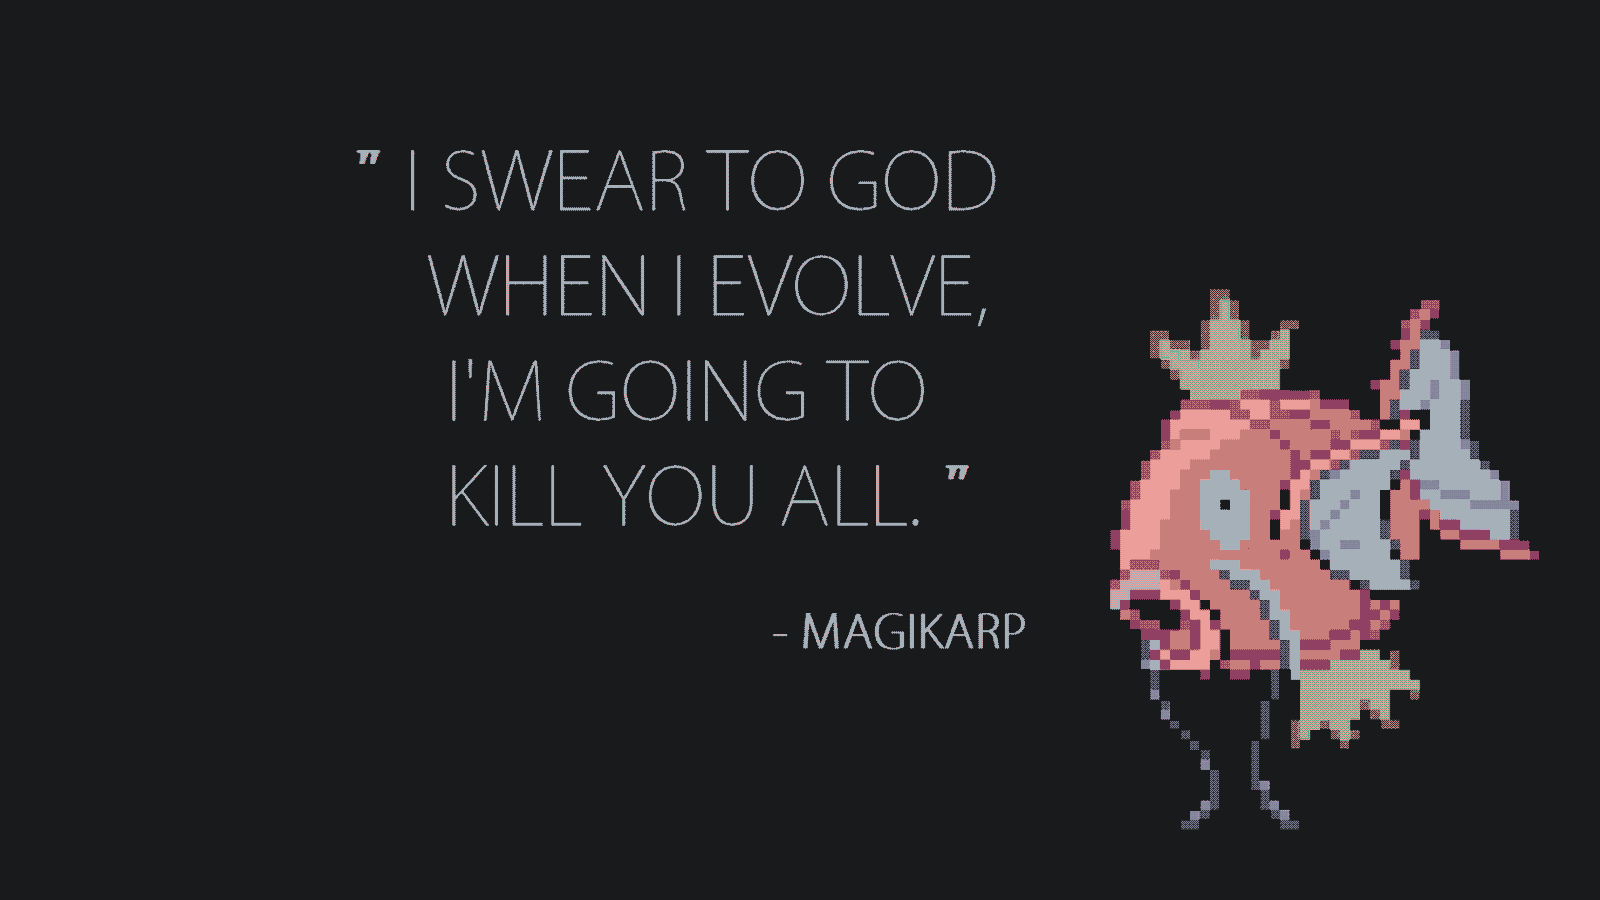 " I SWEAR TO GOD
WHEN I EVOLVE,
I'M GOING TO
KILL YOU ALL. "
- MAGIKARP